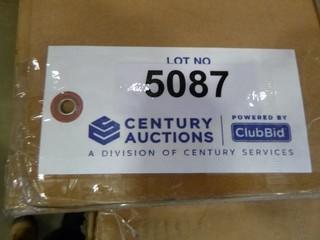 LOT NO
5087
CENTURY AUCTIONS
POWERED BY
ClubBid
A DIVISION OF CENTURY SERVICES